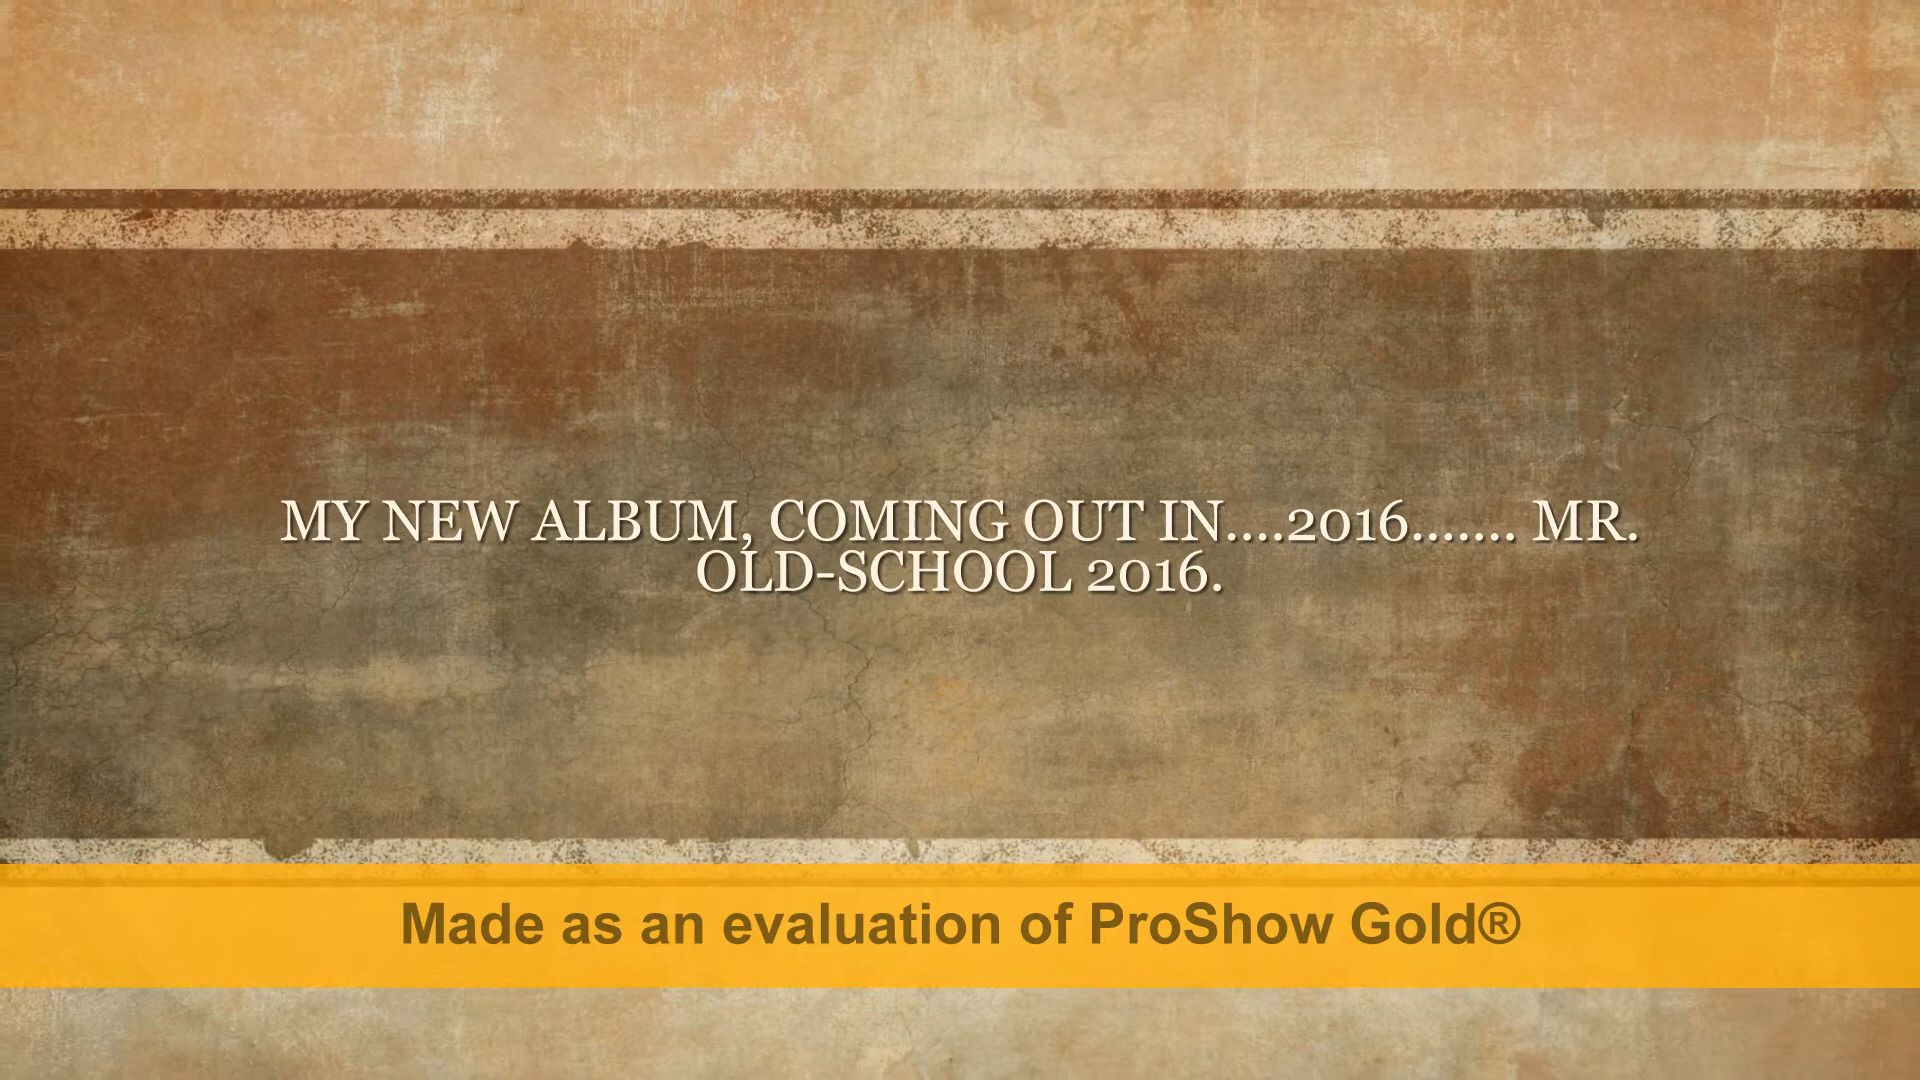 MY NEW ALBUM, COMING OUT IN....2016....... MR.
OLD-SCHOOL 2016.
Made as an evaluation of ProShow Gold®